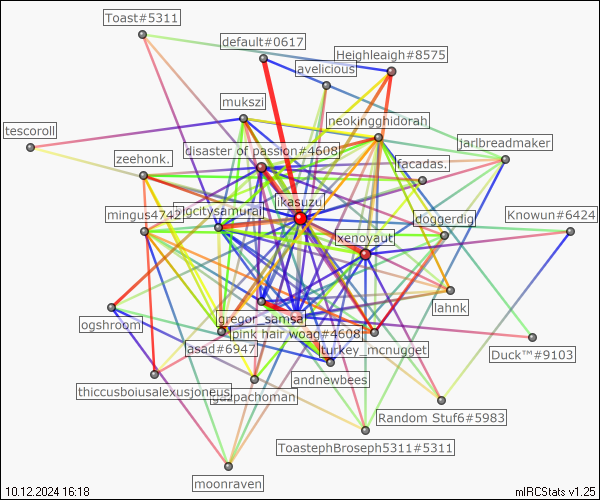 Toast#5311
default#0617
Heighleaigh#8575
avelicious
mukszi
neokingghidorah
tescoroll
jarlbreadmaker
disaster of passion#4608
zeehonk.
facadas.
ikasuzu
mingus4742
doggerdig
Knowun#6424
xenoyaut
lahnk
gregor_samsa
ogshroom
pink hair woag#4608
asad#6947
turkey_mcnugget
Duck™#9103
andnewbees
thiccusboiusalexusjoneus
Random Stuf6#5983
ToastephBroseph5311#5311
moonraven
10.12.2024 16:18
mIRCStats v1.25